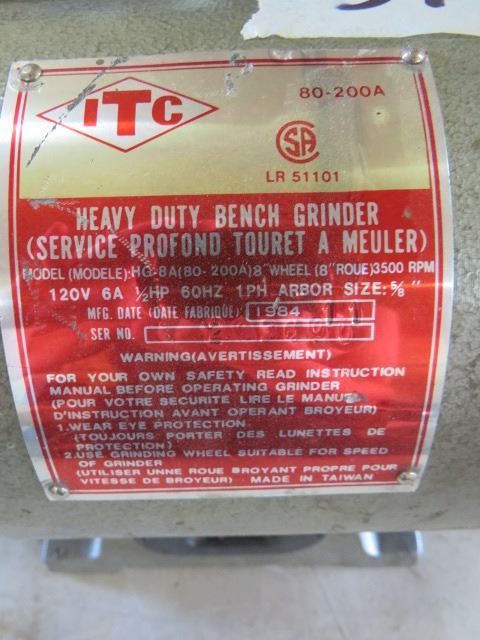 ITC
80-200A
SA
LR 51101
HEAVY DUTY BENCH GRINDER
(SERVICE PROFOND TOURET A MEULER)
MODEL (MODELE):HG-8A(80-200A)8"WHEEL (8"ROUE)3500 RPM
120V 6A ½HP 60HZ 1PH ARBOR SIZE: ⅝"
MFG. DATE (DATE FABRIQUE) 1984
SER NO.
WARNING(AVERTISSEMENT)
FOR YOUR OWN SAFETY READ INSTRUCTION
MANUAL BEFORE OPERATING GRINDER
(POUR VOTRE SECURITE LIRE LE MANUEL
D'INSTRUCTION AVANT OPERANT BROYEUR)
1.WEAR EYE PROTECTION.
(TOUJOURS PORTER DES LUNETTES DE
PROTECTION)
2.USE GRINDING WHEEL SUITABLE FOR SPEED
OF GRINDER
(UTILISER UNINE ROUE BROYANT PROPRE POUR
VITESSE DE BROYEUR) MADE IN TAIWAN